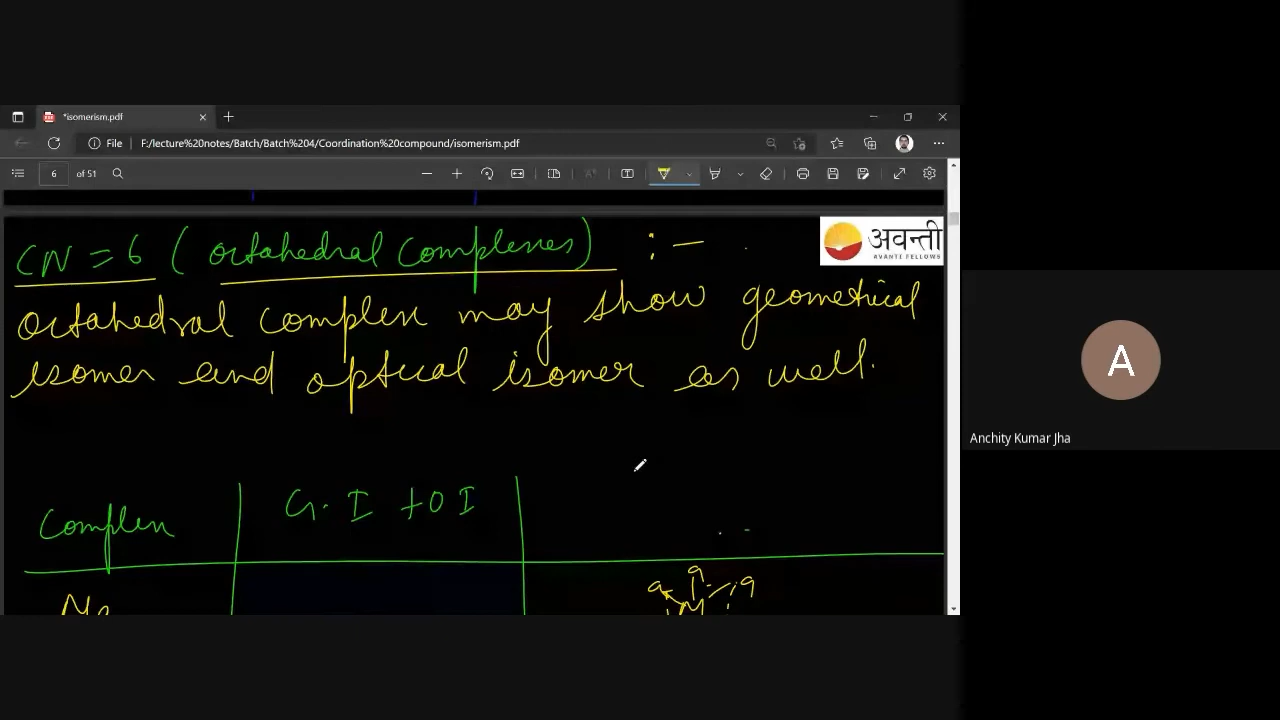 *isomerism.pdf
File F:/lecture%20notes/Batch/Batch%204/Coordination%20compound/isomerism.pdf
6 of 51
CN = 6 (octahedral complexes) :-
अवन्ती
AVANTI FELLOWS
octahedral complex may show geometrical
isomer and optical isomer as well.
Complex G.I + O I
a a a
M
A
Anchity Kumar Jha